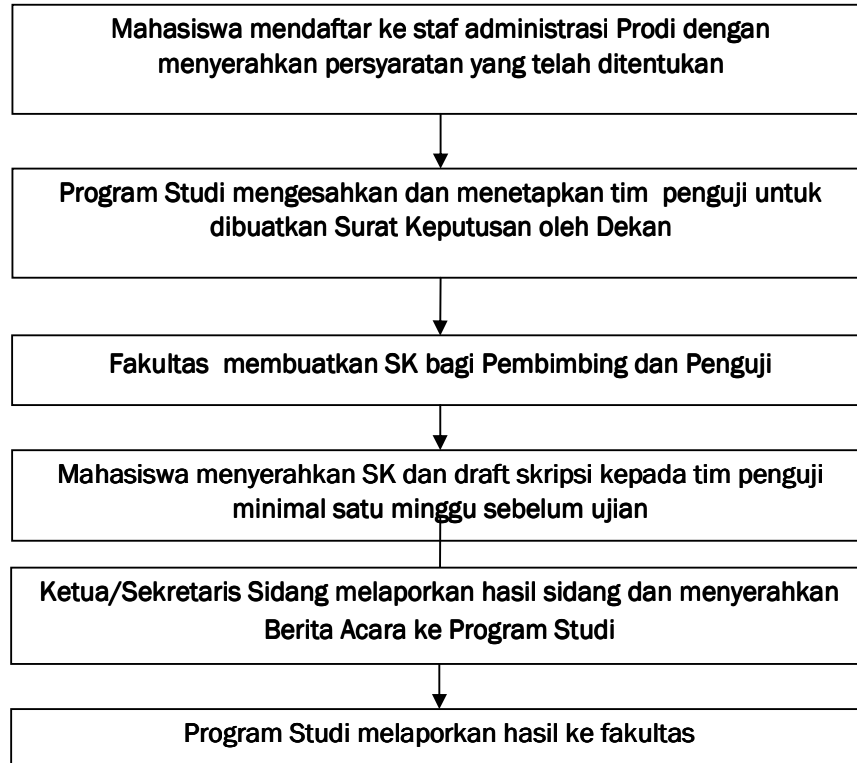 Mahasiswa mendaftar ke staf administrasi Prodi dengan
menyerahkan persyaratan yang telah ditentukan
Program Studi mengesahkan dan menetapkan tim penguji untuk
dibuatkan Surat Keputusan oleh Dekan
Fakultas membuatkan SK bagi Pembimbing dan Penguji
Mahasiswa menyerahkan SK dan draft skripsi kepada tim penguji
minimal satu minggu sebelum ujian
Ketua/Sekretaris Sidang melaporkan hasil sidang dan menyerahkan
Berita Acara ke Program Studi
Program Studi melaporkan hasil ke fakultas